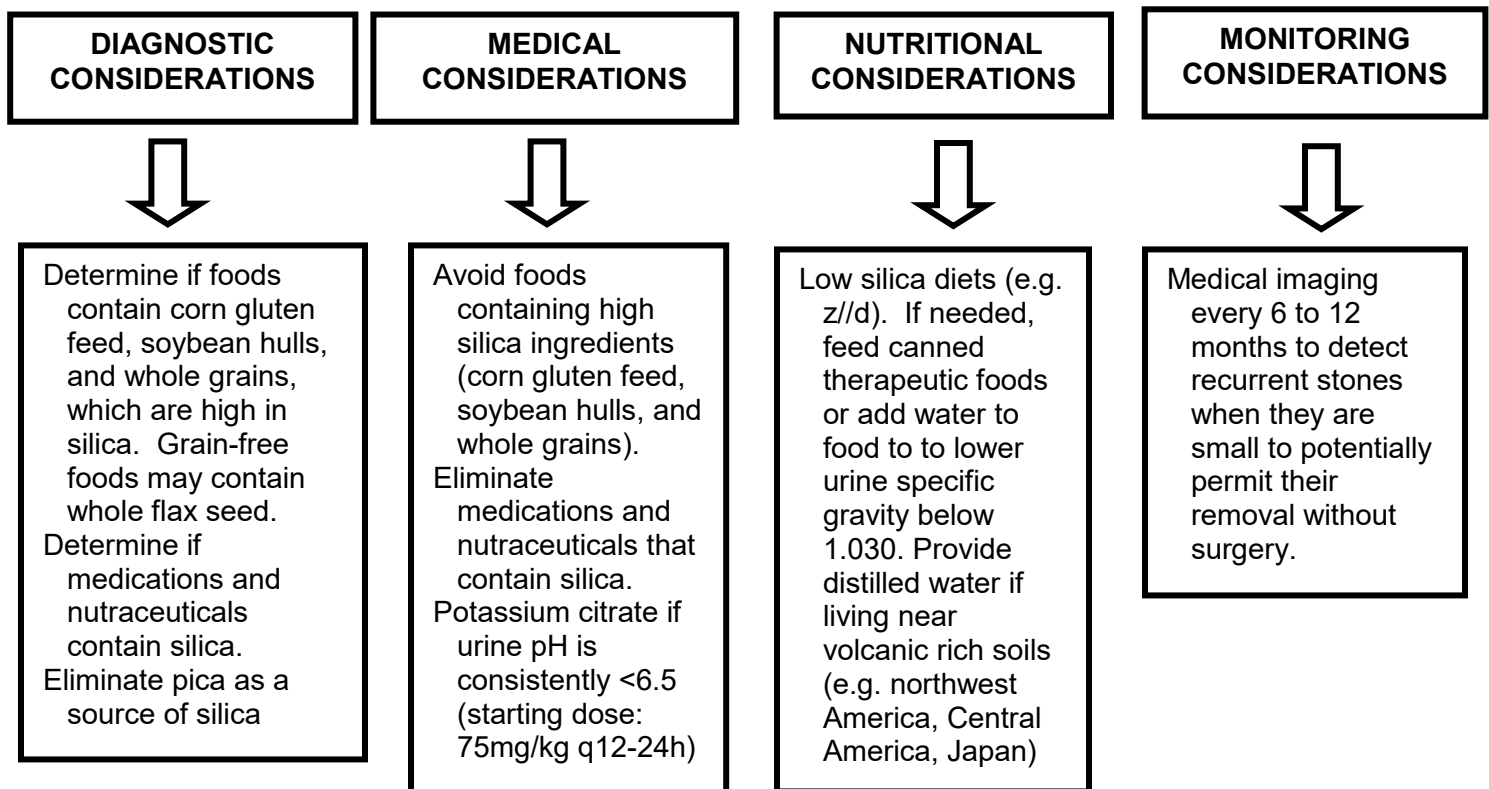 DIAGNOSTIC
CONSIDERATIONS
Determine if foods
contain corn gluten
feed, soybean hulls,
and whole grains,
which are high in
silica. Grain-free
foods may contain
whole flax seed.
Determine if
medications and
nutraceuticals
contain silica.
Eliminate pica as a
source of silica
MEDICAL
CONSIDERATIONS
Avoid foods
containing high
silica ingredients
(corn gluten feed,
soybean hulls, and
whole grains).
Eliminate
medications and
nutraceuticals that
contain silica.
Potassium citrate if
urine pH is
consistently <6.5
(starting dose:
75mg/kg q12-24h)
NUTRITIONAL
CONSIDERATIONS
Low silica diets (e.g.
z//d). If needed,
feed canned
therapeutic foods
or add water to
food to to lower
urine specific
gravity below
1.030. Provide
distilled water if
living near
volcanic rich soils
(e.g. northwest
America, Central
America, Japan)
MONITORING
CONSIDERATIONS
Medical imaging
every 6 to 12
months to detect
recurrent stones
when they are
small to potentially
permit their
removal without
surgery.